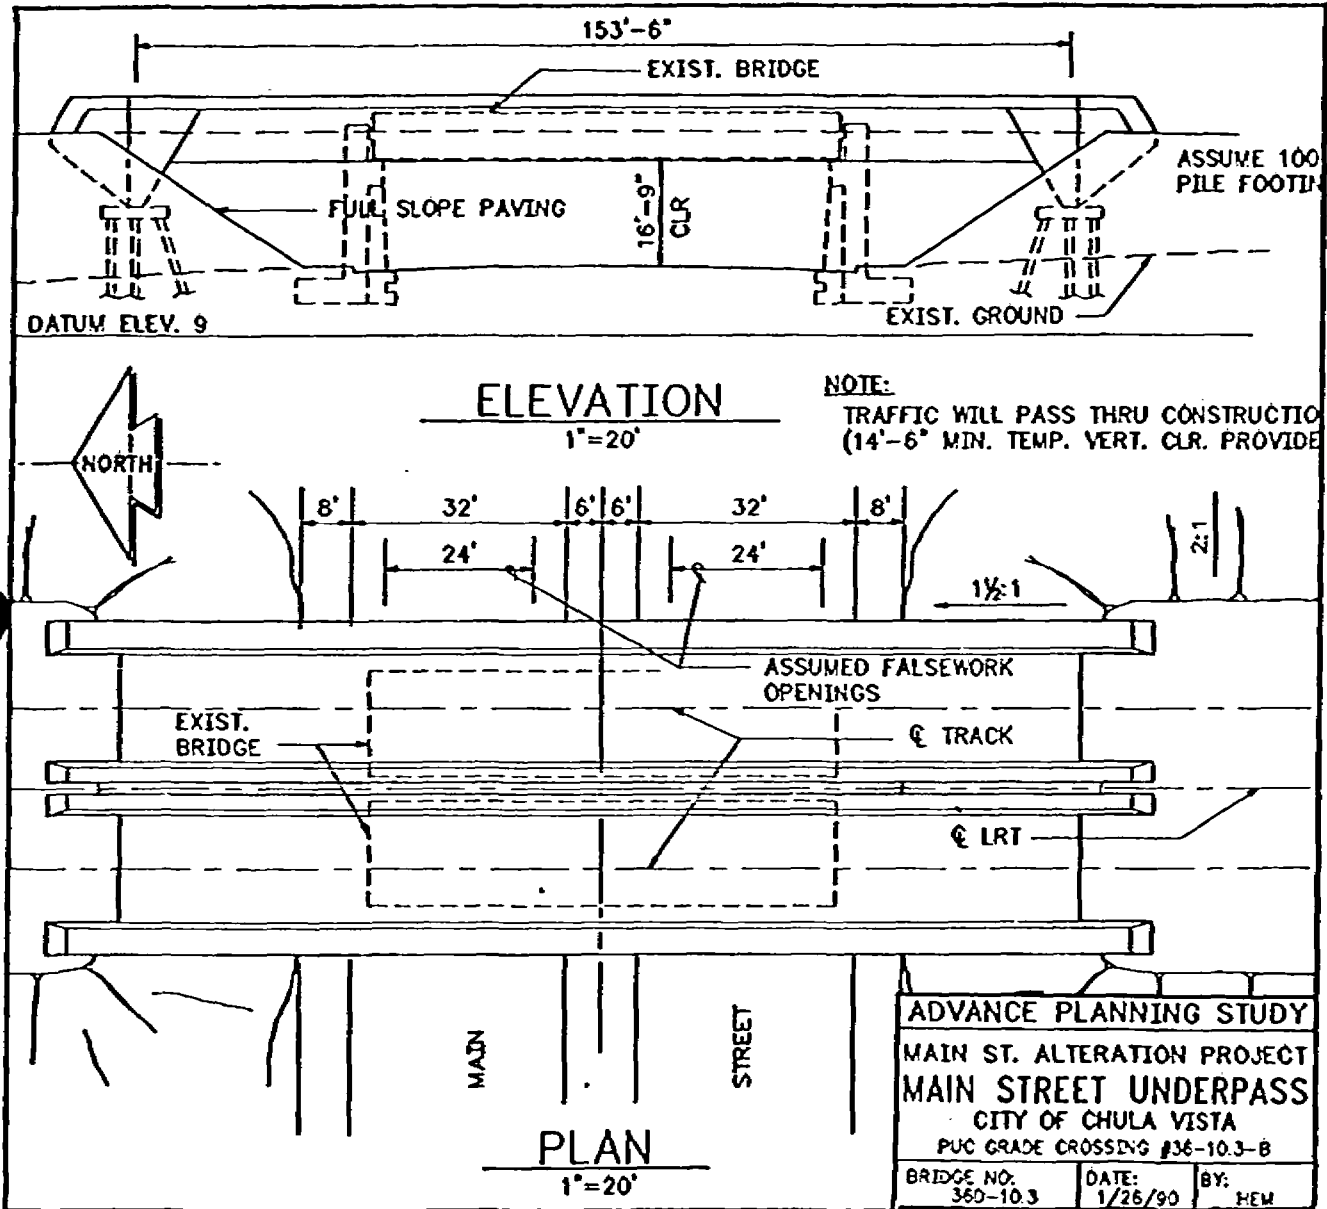 153'-6"
EXIST. BRIDGE
ASSUME 100
PILE FOOTIN
FULL SLOPE PAVING
16'-9"
CLR
DATUM ELEV. 9
EXIST. GROUND
ELEVATION
1"=20'
NOTE:
TRAFFIC WILL PASS THRU CONSTRUCTIO
(14'-6" MIN. TEMP. VERT. CLR. PROVIDE
NORTH
8' 32' 6' 6' 32' 8'
24' 24'
2:1
1½:1
ASSUMED FALSEWORK
OPENINGS
EXIST.
BRIDGE
℄ TRACK
℄ LRT
MAIN STREET
PLAN
1"=20'
ADVANCE PLANNING STUDY
MAIN ST. ALTERATION PROJECT
MAIN STREET UNDERPASS
CITY OF CHULA VISTA
PUC GRADE CROSSING #36-10.3-B
BRIDGE NO. DATE: BY:
360-10.3 1/26/90 HEM